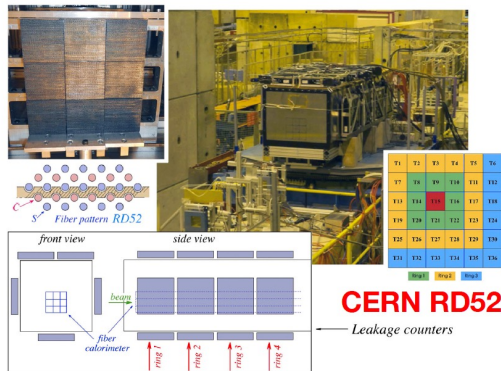 C
S
Fiber pattern RD52
T1 T2 T3 T4 T5 T6
T7 T8 T9 T10 T11 T12
T13 T14 T15 T16 T17 T18
T19 T20 T21 T22 T23 T24
T25 T26 T27 T28 T29 T30
T31 T32 T33 T34 T35 T36
Ring 1 Ring 2 Ring 3
CERN RD52
front view side view
beam
fiber
calorimeter
Leakage counters
ring 1
ring 2
ring 3
ring 4